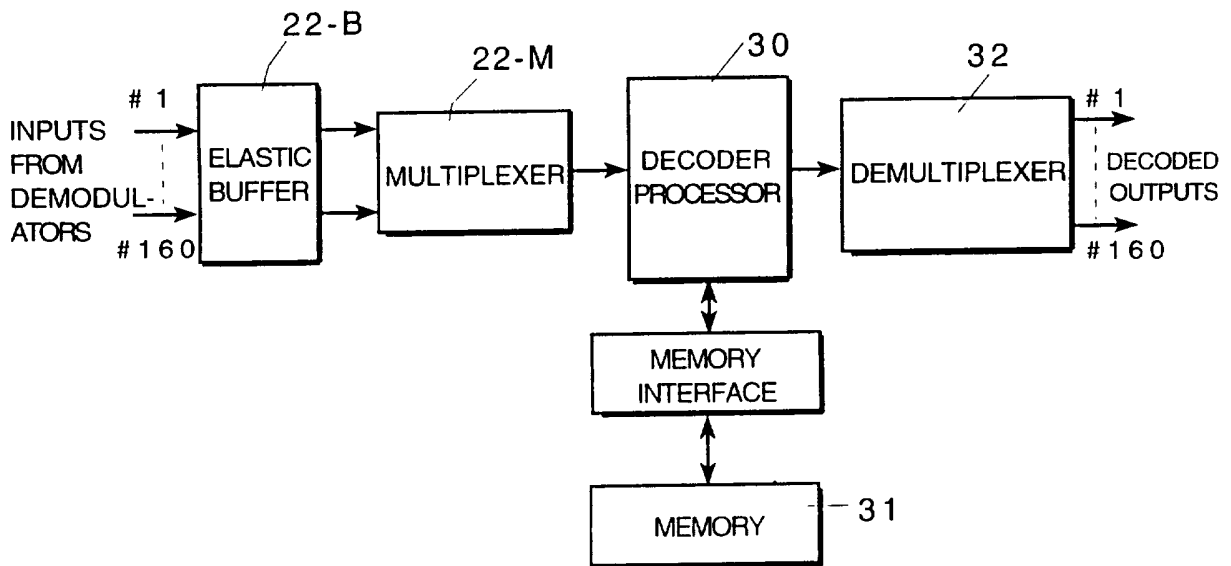 22-B
22-M
30
32
# 1
INPUTS
FROM
DEMODUL-
ATORS
#160
ELASTIC
BUFFER
MULTIPLEXER
DECODER
PROCESSOR
DEMULTIPLEXER
# 1
DECODED
OUTPUTS
#160
MEMORY
INTERFACE
MEMORY
31